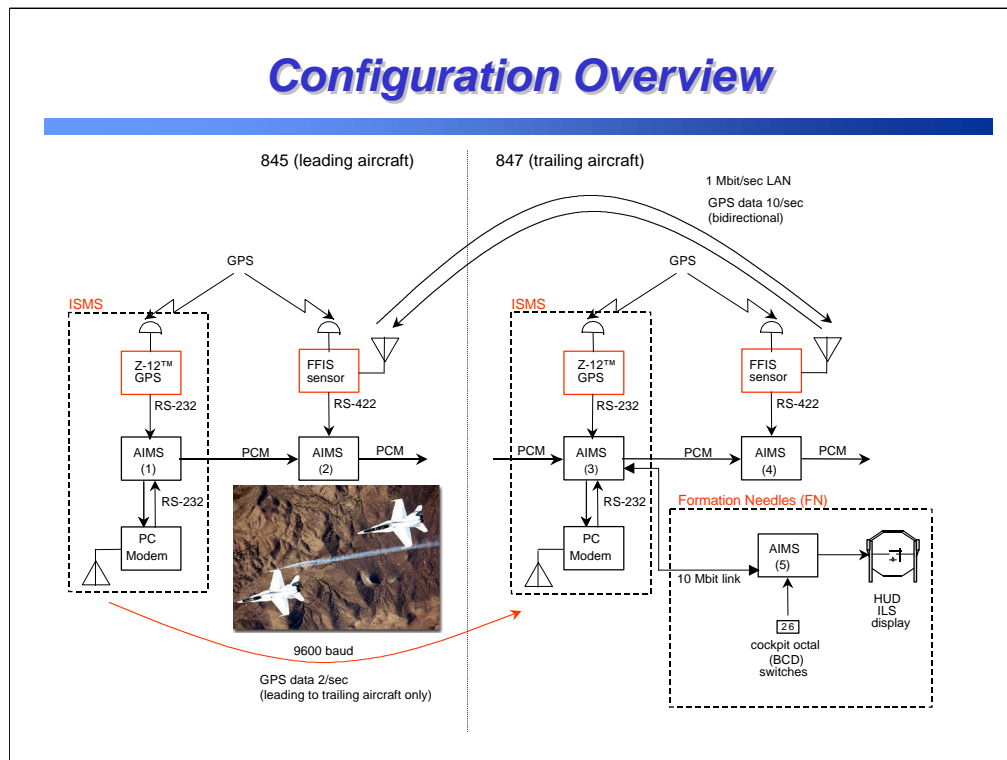 Configuration Overview
845 (leading aircraft)
847 (trailing aircraft)
1 Mbit/sec LAN
GPS data 10/sec
(bidirectional)
GPS
GPS
ISMS
ISMS
Z-12™
GPS
FFIS
sensor
Z-12™
GPS
FFIS
sensor
RS-232
RS-422
RS-232
RS-422
AIMS
(1)
PCM
AIMS
(2)
PCM
PCM
AIMS
(3)
PCM
AIMS
(4)
PCM
RS-232
RS-232
PC
Modem
PC
Modem
Formation Needles (FN)
AIMS
(5)
10 Mbit link
HUD
ILS
display
26
cockpit octal
(BCD)
switches
9600 baud
GPS data 2/sec
(leading to trailing aircraft only)